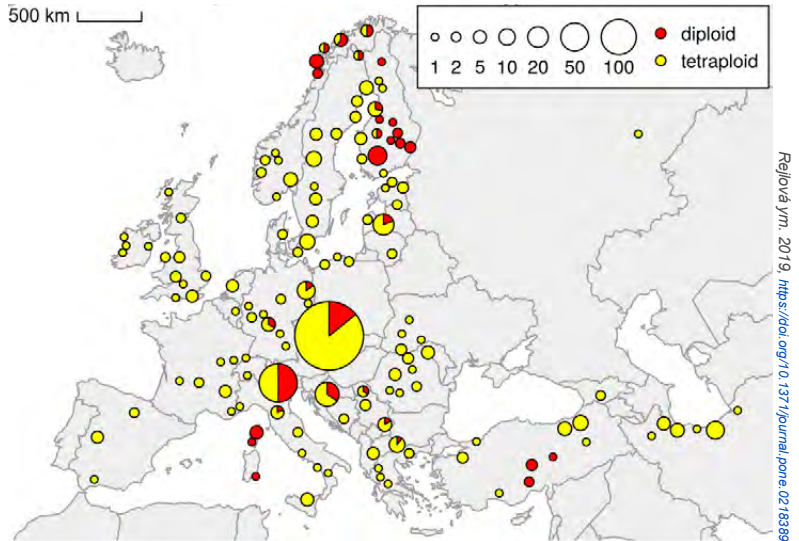 500 km
diploid
tetraploid
1 2 5 10 20 50 100
Rejlová ym. 2019, https://doi.org/10.1371/journal.pone.0218389